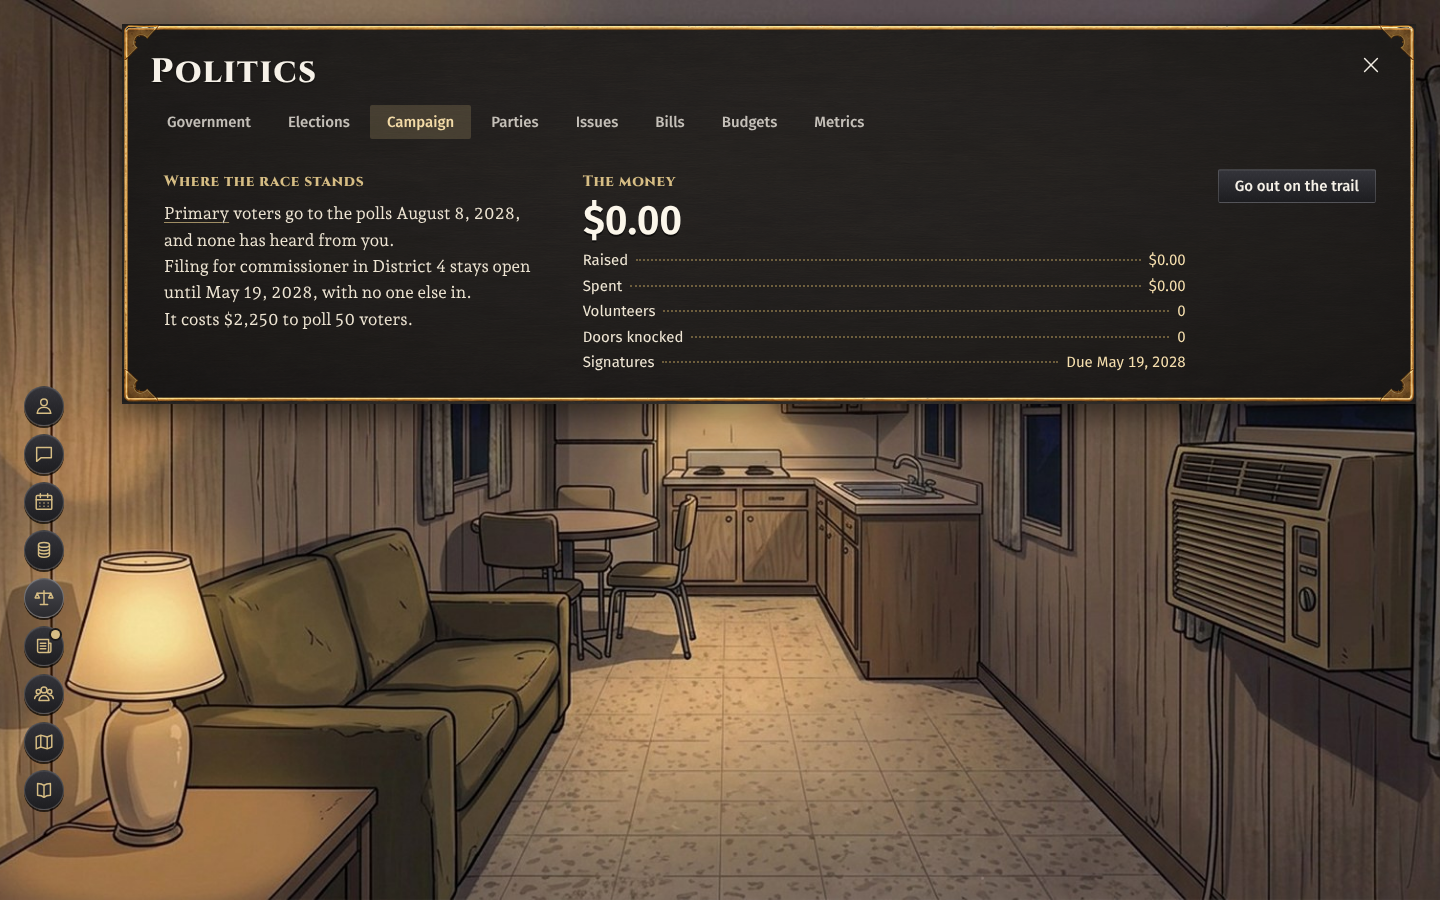 Politics
Government Elections Campaign Parties Issues Bills Budgets Metrics
Where the race stands
Primary voters go to the polls August 8, 2028,
and none has heard from you.
Filing for commissioner in District 4 stays open
until May 19, 2028, with no one else in.
It costs $2,250 to poll 50 voters.
The money
$0.00
Raised $0.00
Spent $0.00
Volunteers 0
Doors knocked 0
Signatures Due May 19, 2028
Go out on the trail